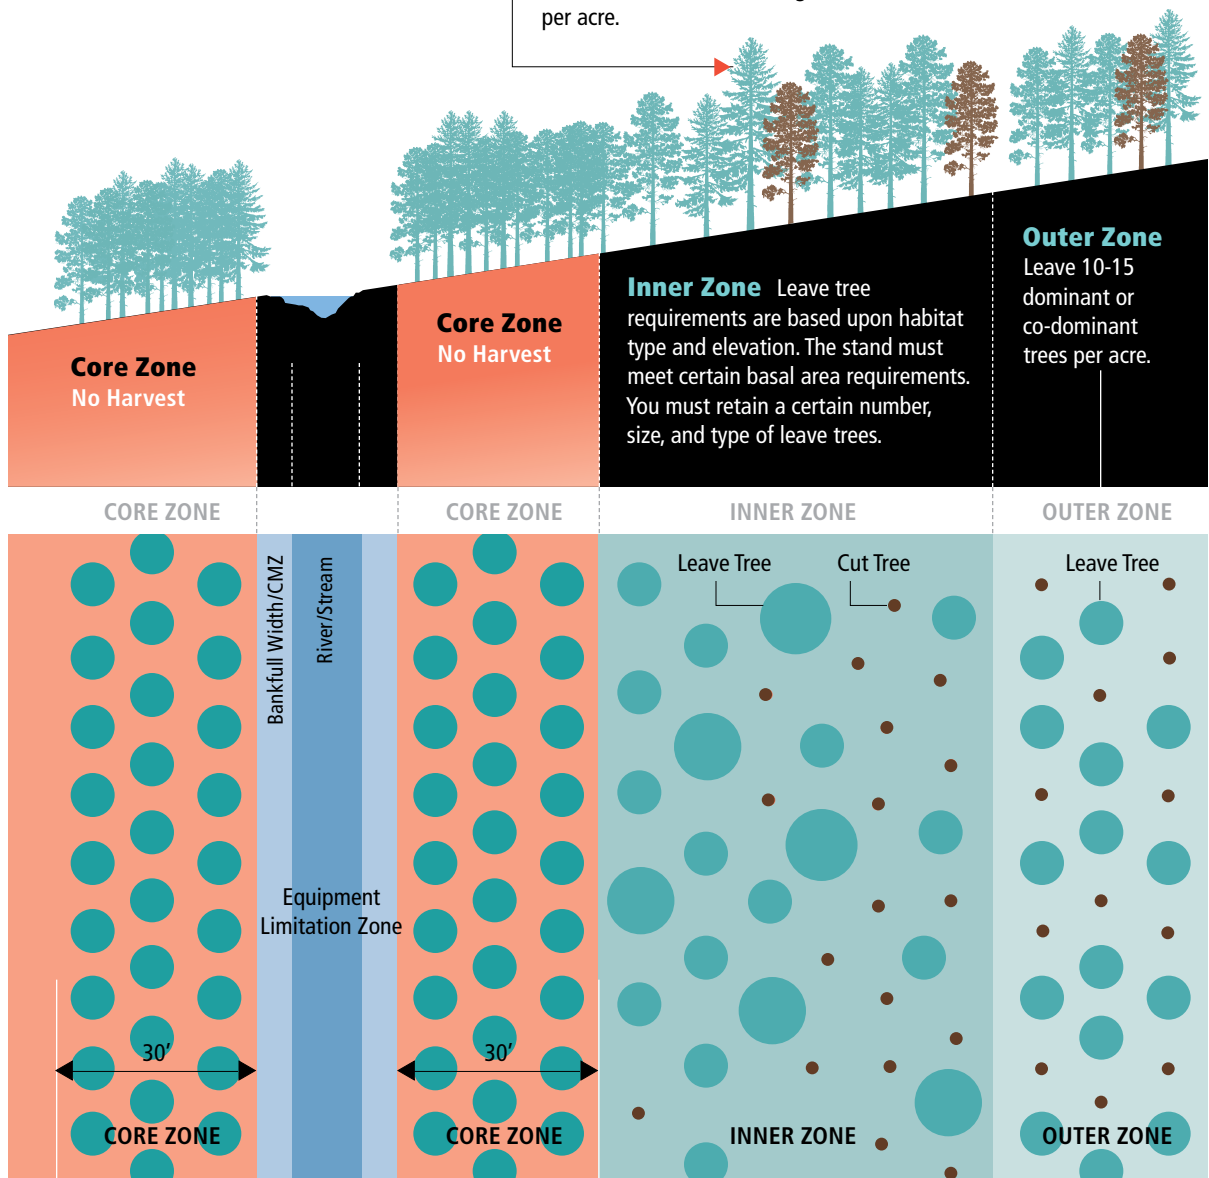 per acre.
Core Zone
No Harvest
Core Zone
No Harvest
Inner Zone Leave tree
requirements are based upon habitat
type and elevation. The stand must
meet certain basal area requirements.
You must retain a certain number,
size, and type of leave trees.
Outer Zone
Leave 10-15
dominant or
co-dominant
trees per acre.
CORE ZONE
CORE ZONE
INNER ZONE
OUTER ZONE
Bankfull Width/CMZ
River/Stream
Leave Tree
Cut Tree
Leave Tree
Equipment
Limitation Zone
30’
30’
CORE ZONE
CORE ZONE
INNER ZONE
OUTER ZONE